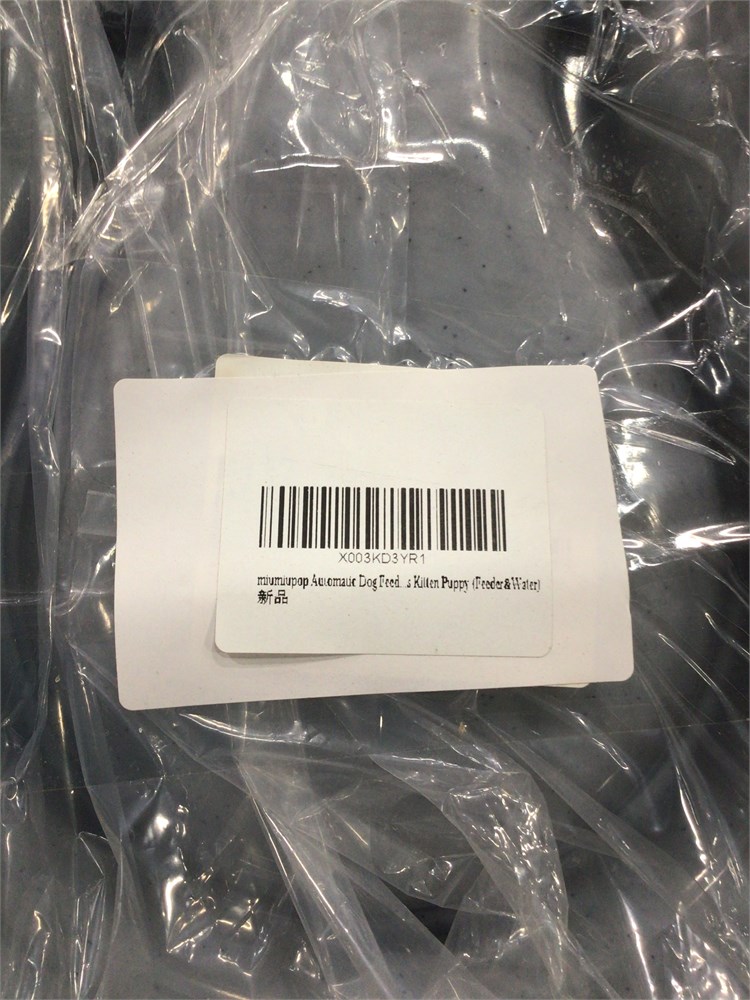 X003KD3YR1
miumiupop Automatic Dog Feed...s Kitten Puppy (Feeder&Water)
新品